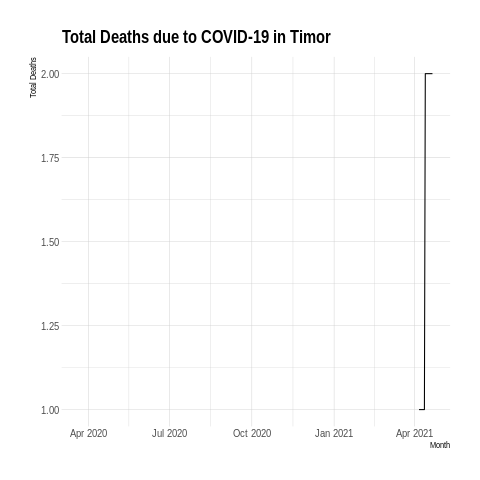 Total Deaths due to COVID-19 in Timor
Total Deaths
2.00
1.75
1.50
1.25
1.00
Apr 2020 Jul 2020 Oct 2020 Jan 2021 Apr 2021
Month